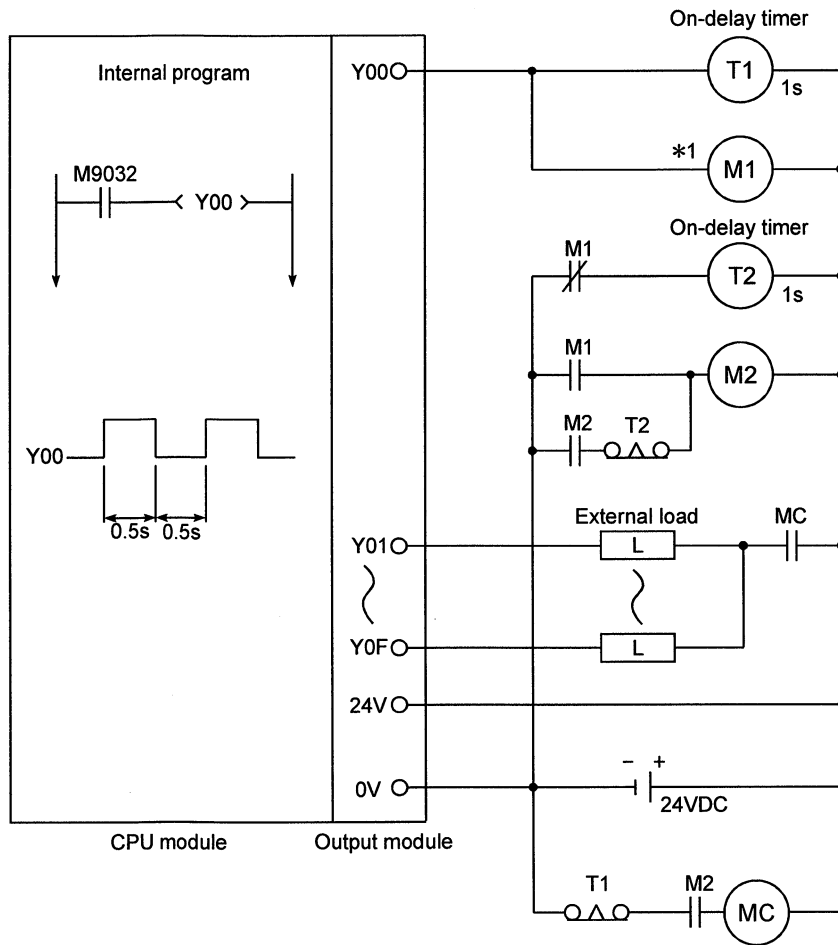 On-delay timer
Internal program
Y00
T1
1s
M9032
*1
M1
Y00
On-delay timer
M1
T2
1s
M1
M2
M2
T2
Y00
0.5s
0.5s
External load
MC
Y01
L
Y0F
L
24V
- +
0V
24VDC
CPU module
Output module
T1
M2
MC